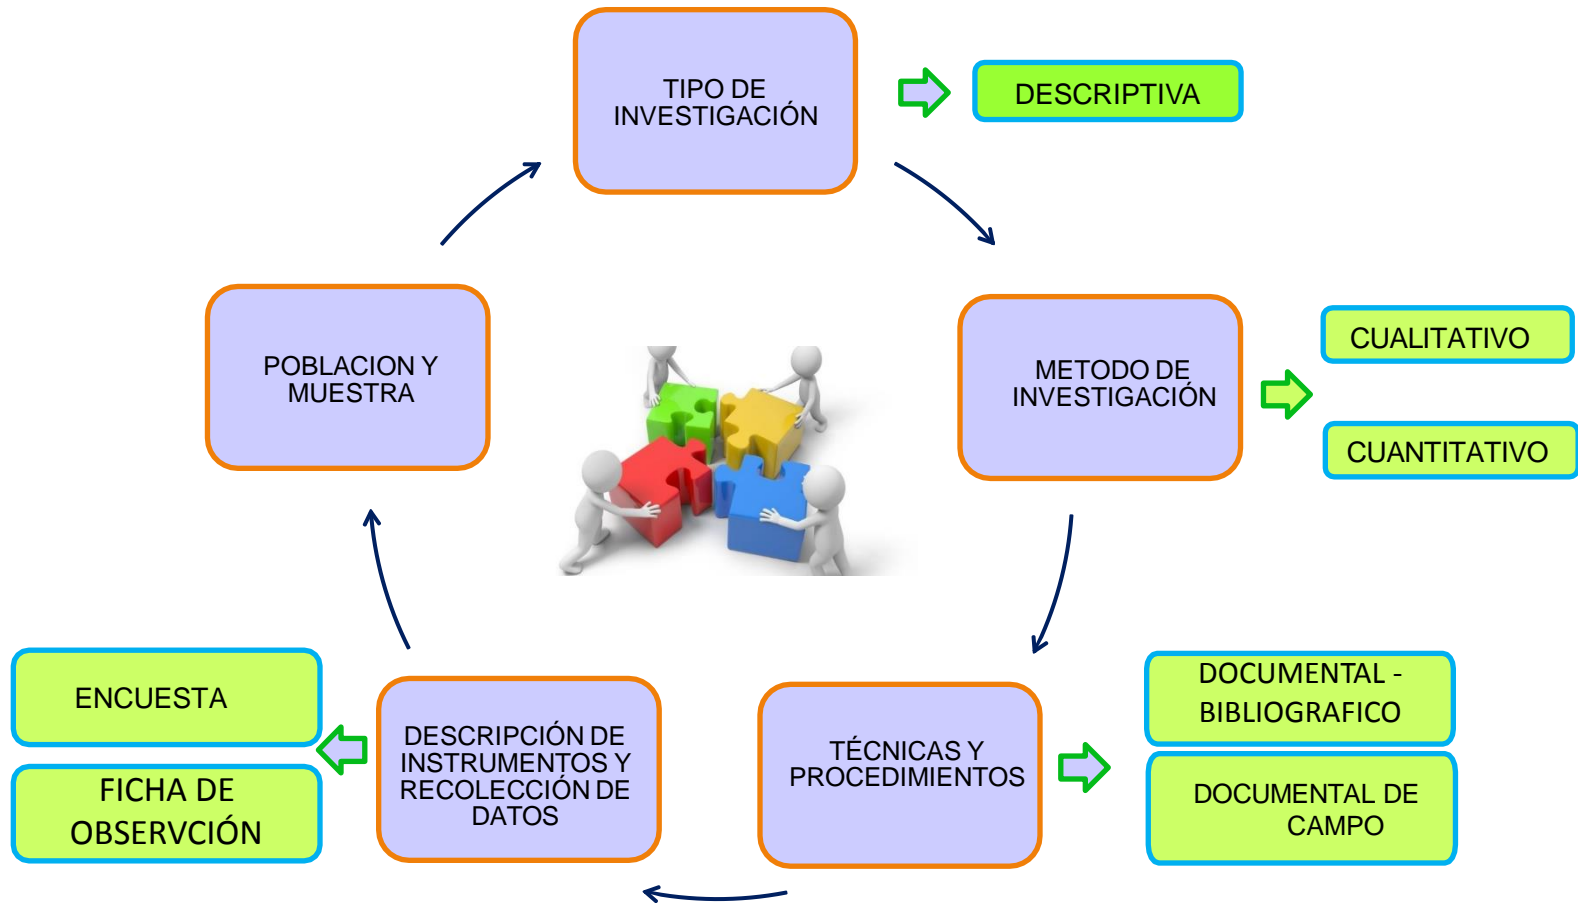 TIPO DE
INVESTIGACIÓN
DESCRIPTIVA
METODO DE
INVESTIGACIÓN
CUALITATIVO
CUANTITATIVO
TÉCNICAS Y
PROCEDIMIENTOS
DOCUMENTAL -
BIBLIOGRAFICO
DOCUMENTAL DE
CAMPO
DESCRIPCIÓN DE
INSTRUMENTOS Y
RECOLECCIÓN DE
DATOS
ENCUESTA
FICHA DE
OBSERVCIÓN
POBLACION Y
MUESTRA